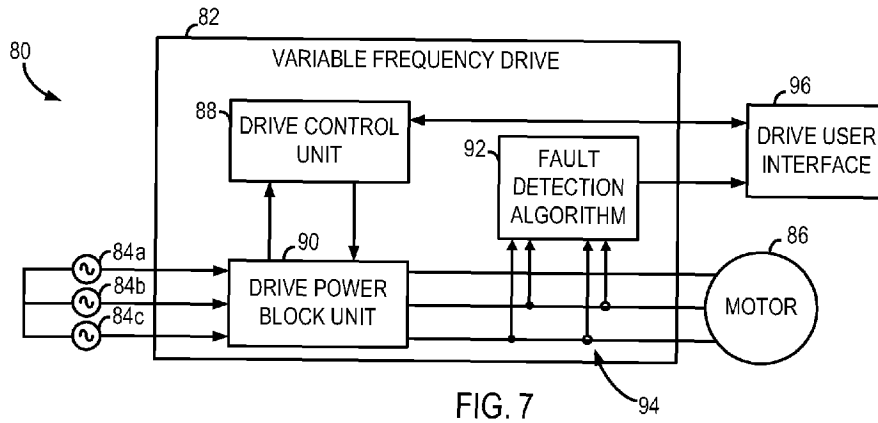 80
82
VARIABLE FREQUENCY DRIVE
88
DRIVE CONTROL
UNIT
92
FAULT
DETECTION
ALGORITHM
96
DRIVE USER
INTERFACE
84a
84b
84c
90
DRIVE POWER
BLOCK UNIT
86
MOTOR
94
FIG. 7